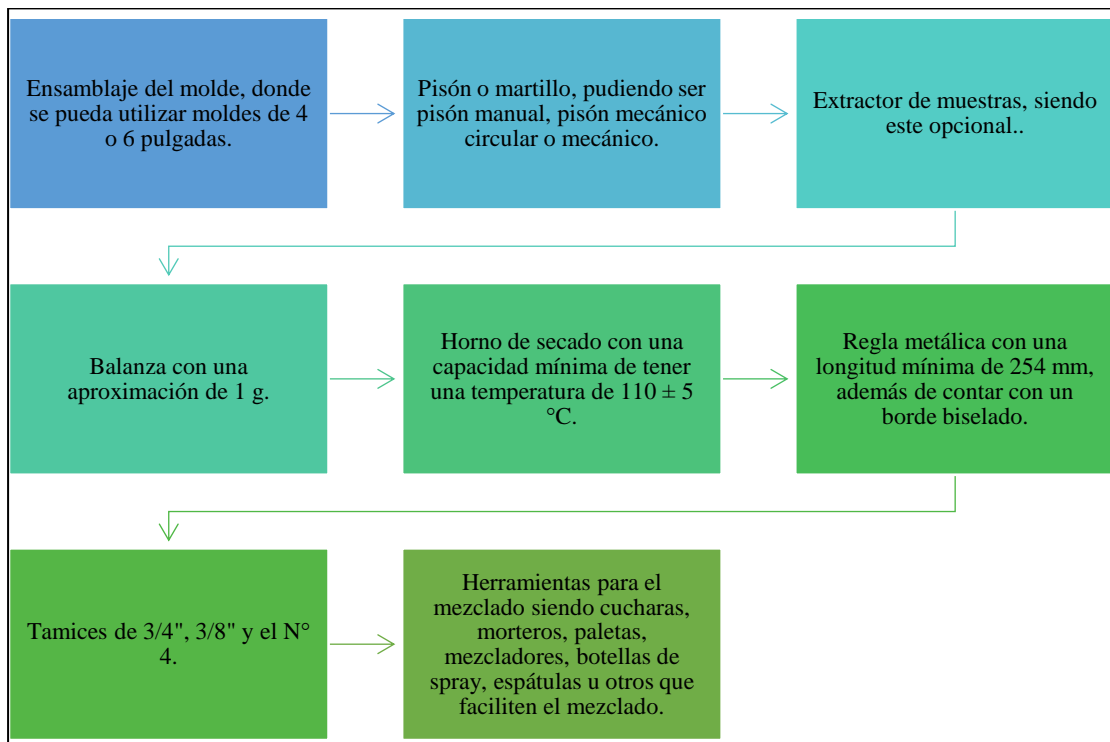 Ensamblaje del molde, donde
se pueda utilizar moldes de 4
o 6 pulgadas.
Pisón o martillo, pudiendo ser
pisón manual, pisón mecánico
circular o mecánico.
Extractor de muestras, siendo
este opcional..
Balanza con una
aproximación de 1 g.
Horno de secado con una
capacidad mínima de tener
una temperatura de 110 ± 5
°C.
Regla metálica con una
longitud mínima de 254 mm,
además de contar con un
borde biselado.
Tamices de 3/4", 3/8" y el N°
4.
Herramientas para el
mezclado siendo cucharas,
morteros, paletas,
mezcladores, botellas de
spray, espátulas u otros que
faciliten el mezclado.